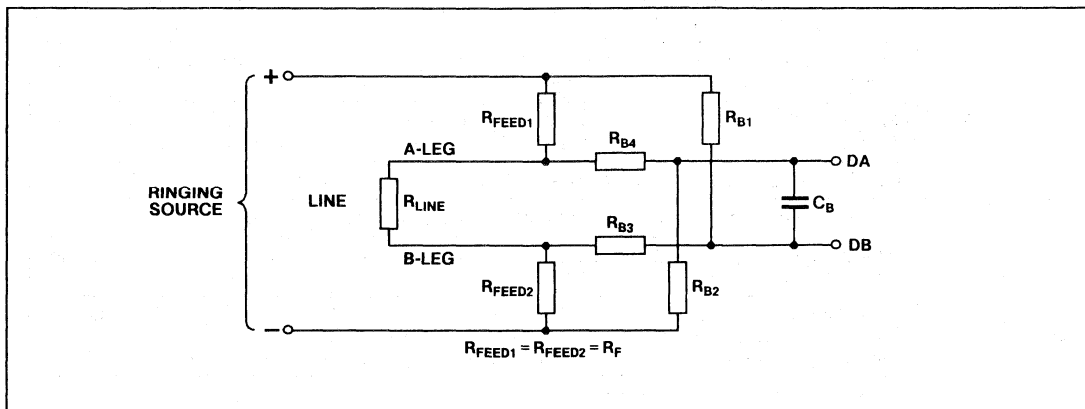 +
R_FEED1
R_B1
R_B4
A-LEG
DA
RINGING
SOURCE
LINE
R_LINE
C_B
R_B3
B-LEG
DB
R_FEED2
R_B2
−
R_FEED1 = R_FEED2 = R_F